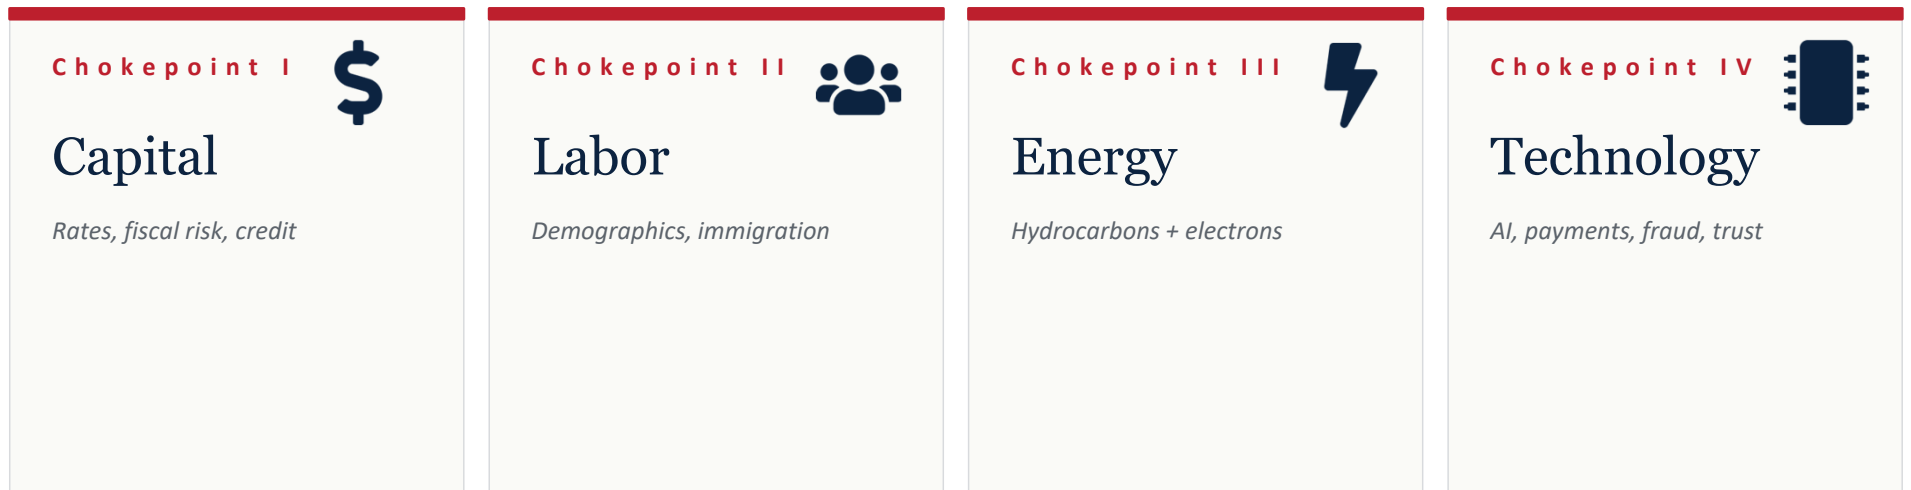 Chokepoint I
Capital
Rates, fiscal risk, credit
Chokepoint II
Labor
Demographics, immigration
Chokepoint III
Energy
Hydrocarbons + electrons
Chokepoint IV
Technology
AI, payments, fraud, trust